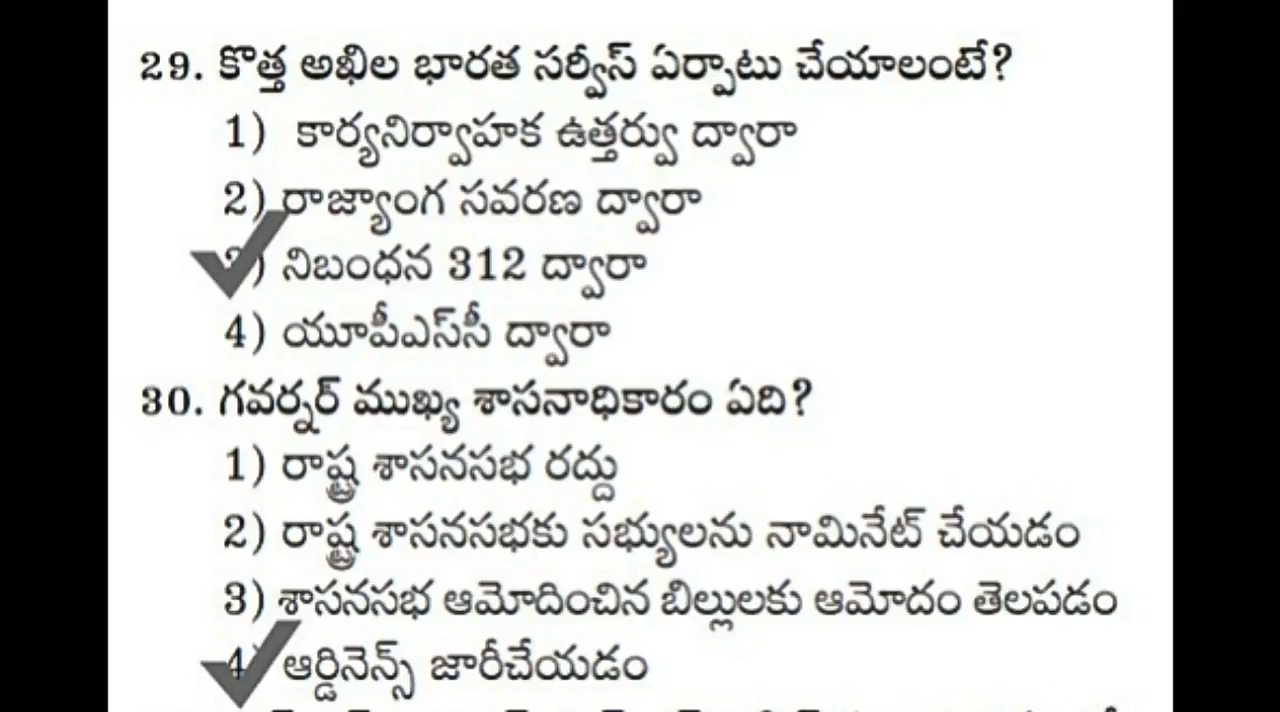 29. కొత్త అఖిల భారత సర్వీస్ ఏర్పాటు చేయాలంటే?
1) కార్యనిర్వాహక ఉత్తర్వు ద్వారా
2) రాజ్యాంగ సవరణ ద్వారా
3) నిబంధన 312 ద్వారా
4) యూపీఎస్‌సీ ద్వారా
30. గవర్నర్ ముఖ్య శాసనాధికారం ఏది?
1) రాష్ట్ర శాసనసభ రద్దు
2) రాష్ట్ర శాసనసభకు సభ్యులను నామినేట్ చేయడం
3) శాసనసభ ఆమోదించిన బిల్లులకు ఆమోదం తెలపడం
4) ఆర్డినెన్స్ జారీచేయడం